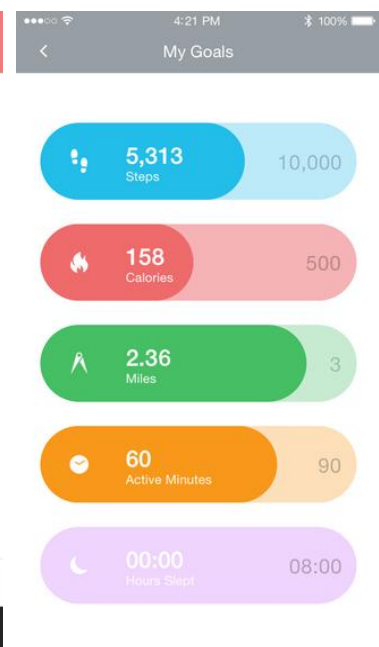 4:21 PM
100%
My Goals
5,313
Steps
10,000
158
Calories
500
2.36
Miles
3
60
Active Minutes
90
00:00
Hours Slept
08:00